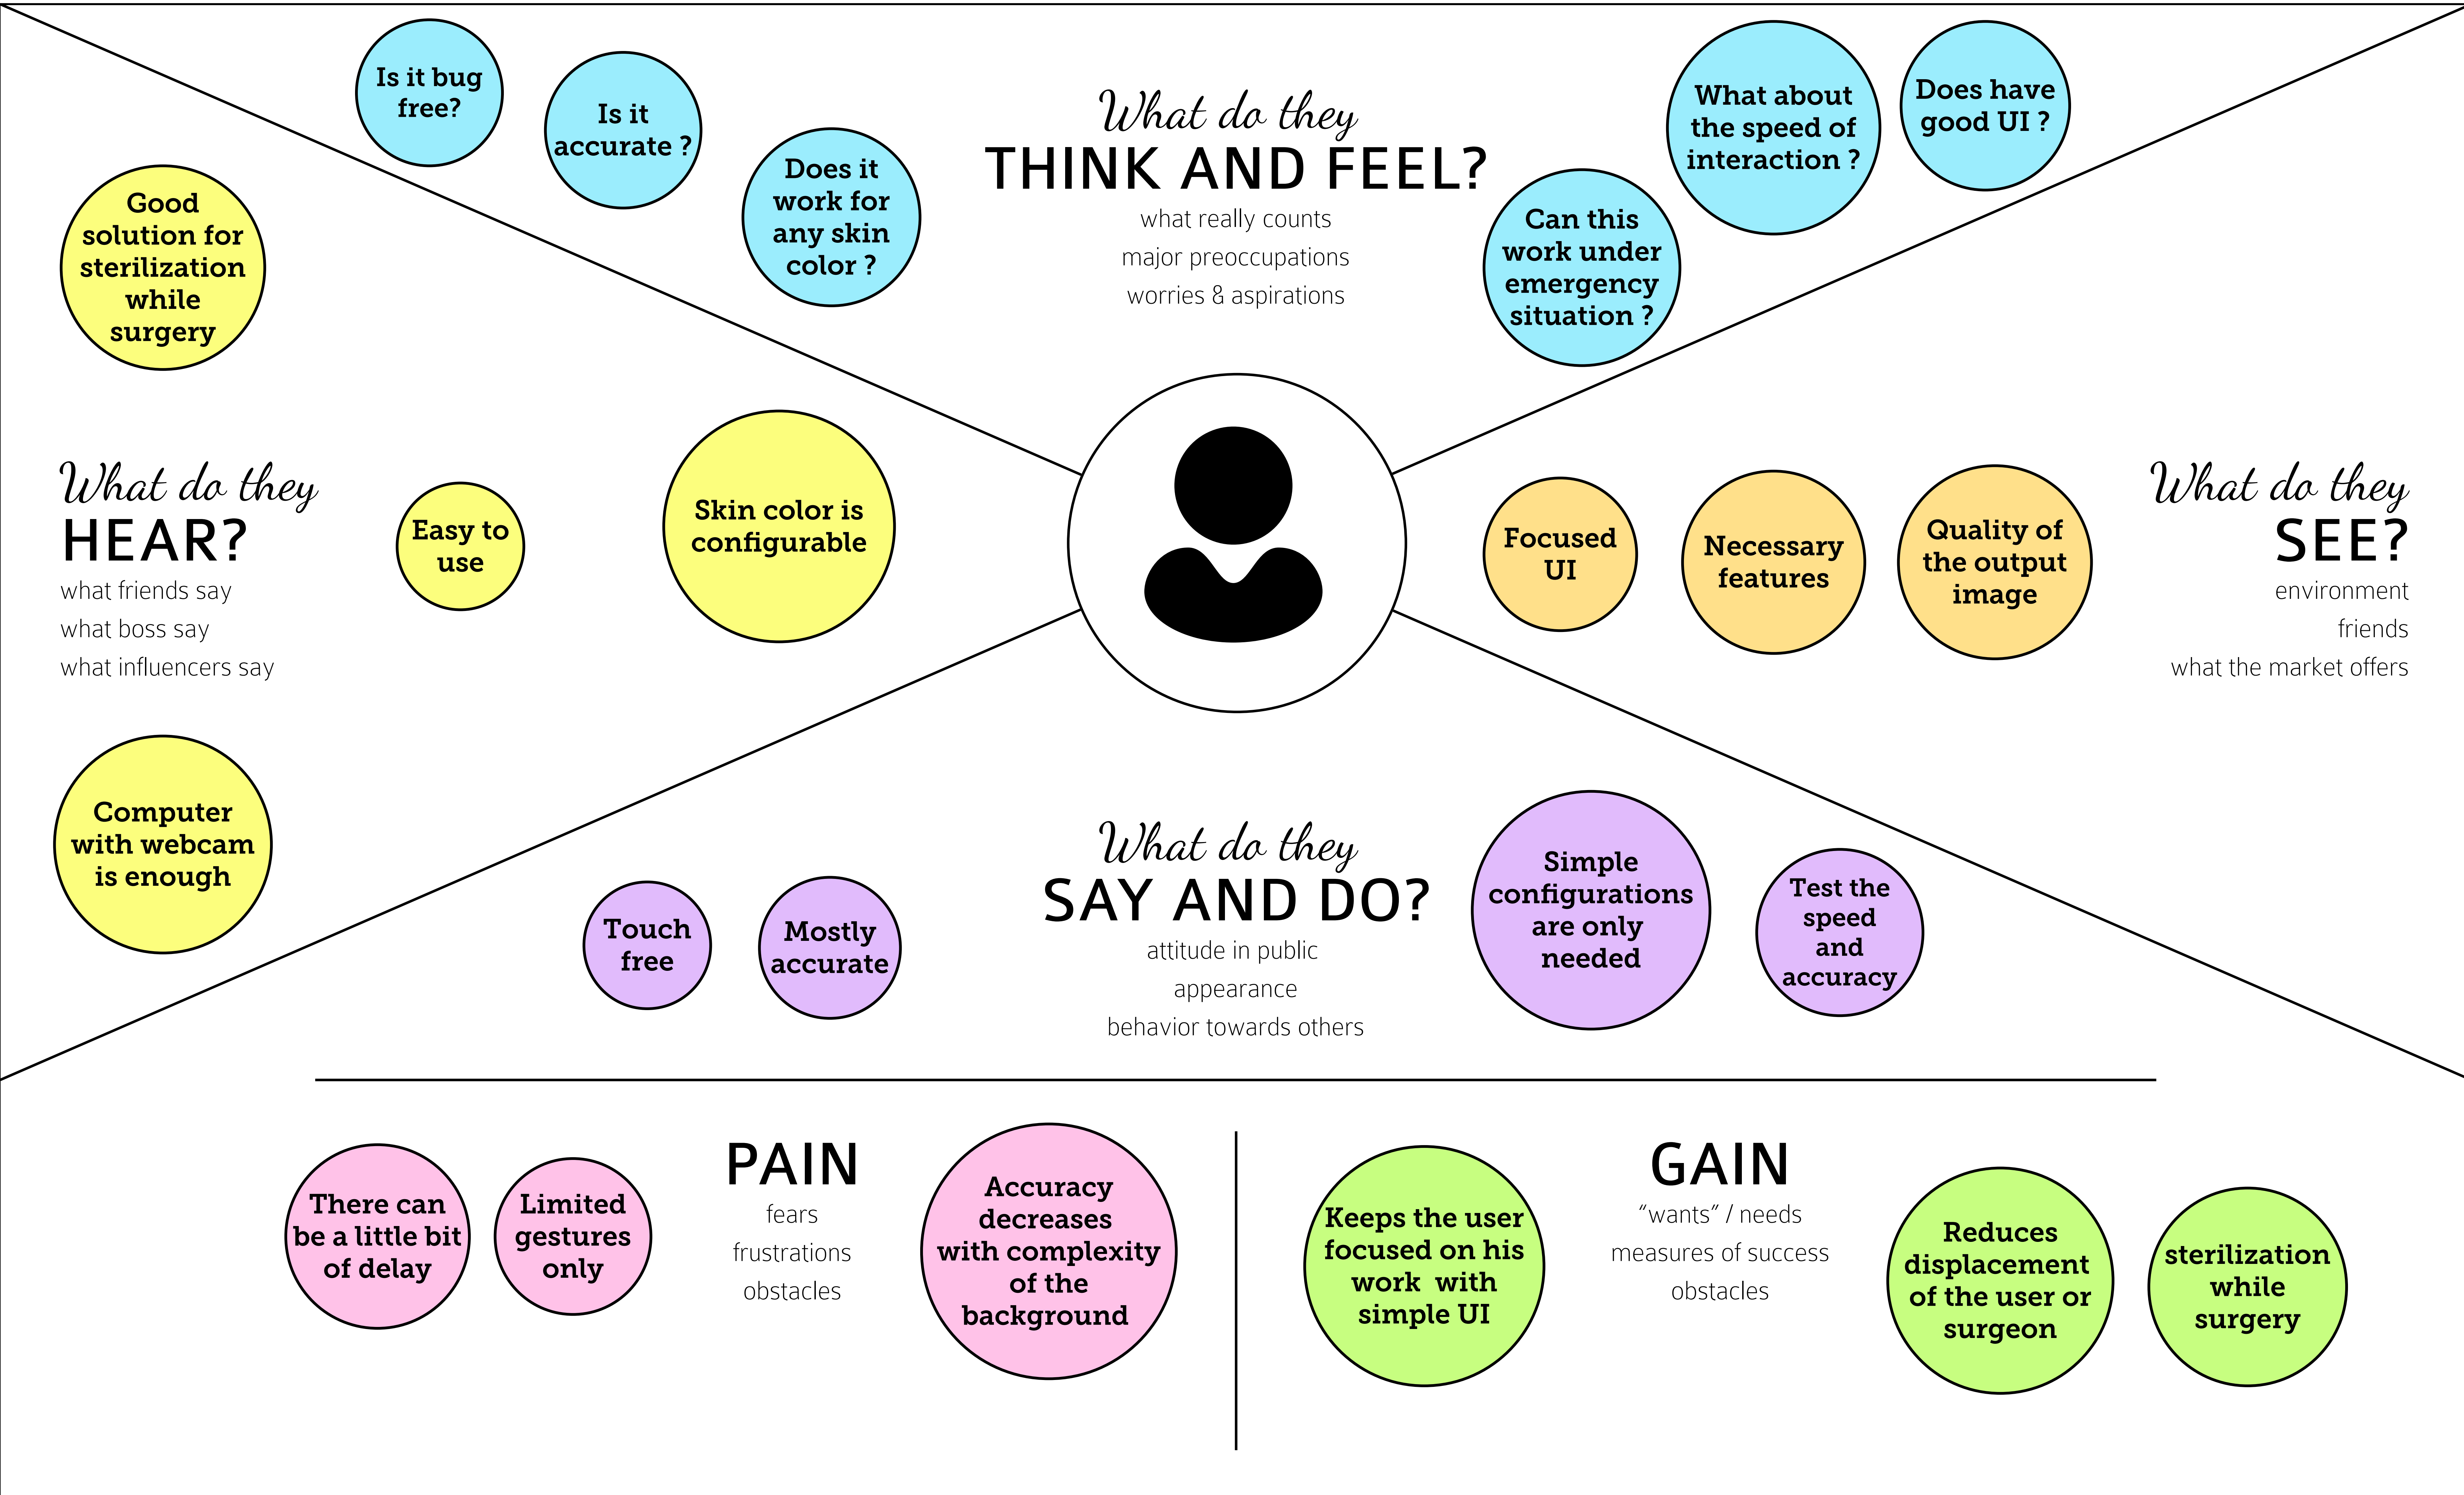 Is it bug
free?
Is it
accurate ?
Does it
work for
any skin
color ?
What do they
THINK AND FEEL?
what really counts
major preoccupations
worries & aspirations
Can this
work under
emergency
situation ?
What about
the speed of
interaction ?
Does have
good UI ?
Good
solution for
sterilization
while
surgery
What do they
HEAR?
what friends say
what boss say
what influencers say
Easy to
use
Skin color is
configurable
Computer
with webcam
is enough
Focused
UI
Necessary
features
Quality of
the output
image
What do they
SEE?
environment
friends
what the market offers
Touch
free
Mostly
accurate
What do they
SAY AND DO?
attitude in public
appearance
behavior towards others
Simple
configurations
are only
needed
Test the
speed
and
accuracy
There can
be a little bit
of delay
Limited
gestures
only
PAIN
fears
frustrations
obstacles
Accuracy
decreases
with complexity
of the
background
Keeps the user
focused on his
work with
simple UI
GAIN
“wants” / needs
measures of success
obstacles
Reduces
displacement
of the user or
surgeon
sterilization
while
surgery